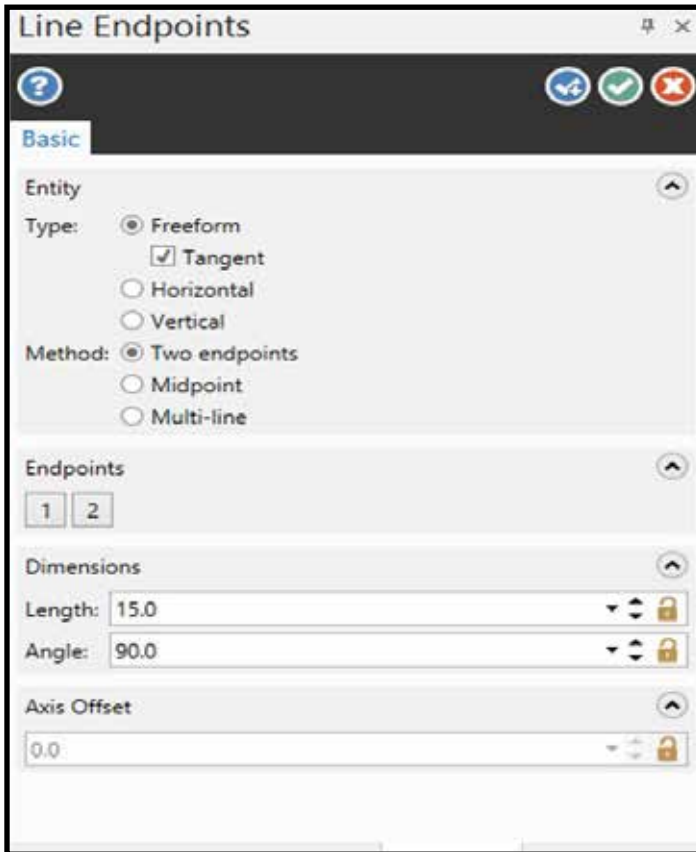 Line Endpoints
Basic
Entity
Type: Freeform
Tangent
Horizontal
Vertical
Method: Two endpoints
Midpoint
Multi-line
Endpoints
1 2
Dimensions
Length: 15.0
Angle: 90.0
Axis Offset
0.0